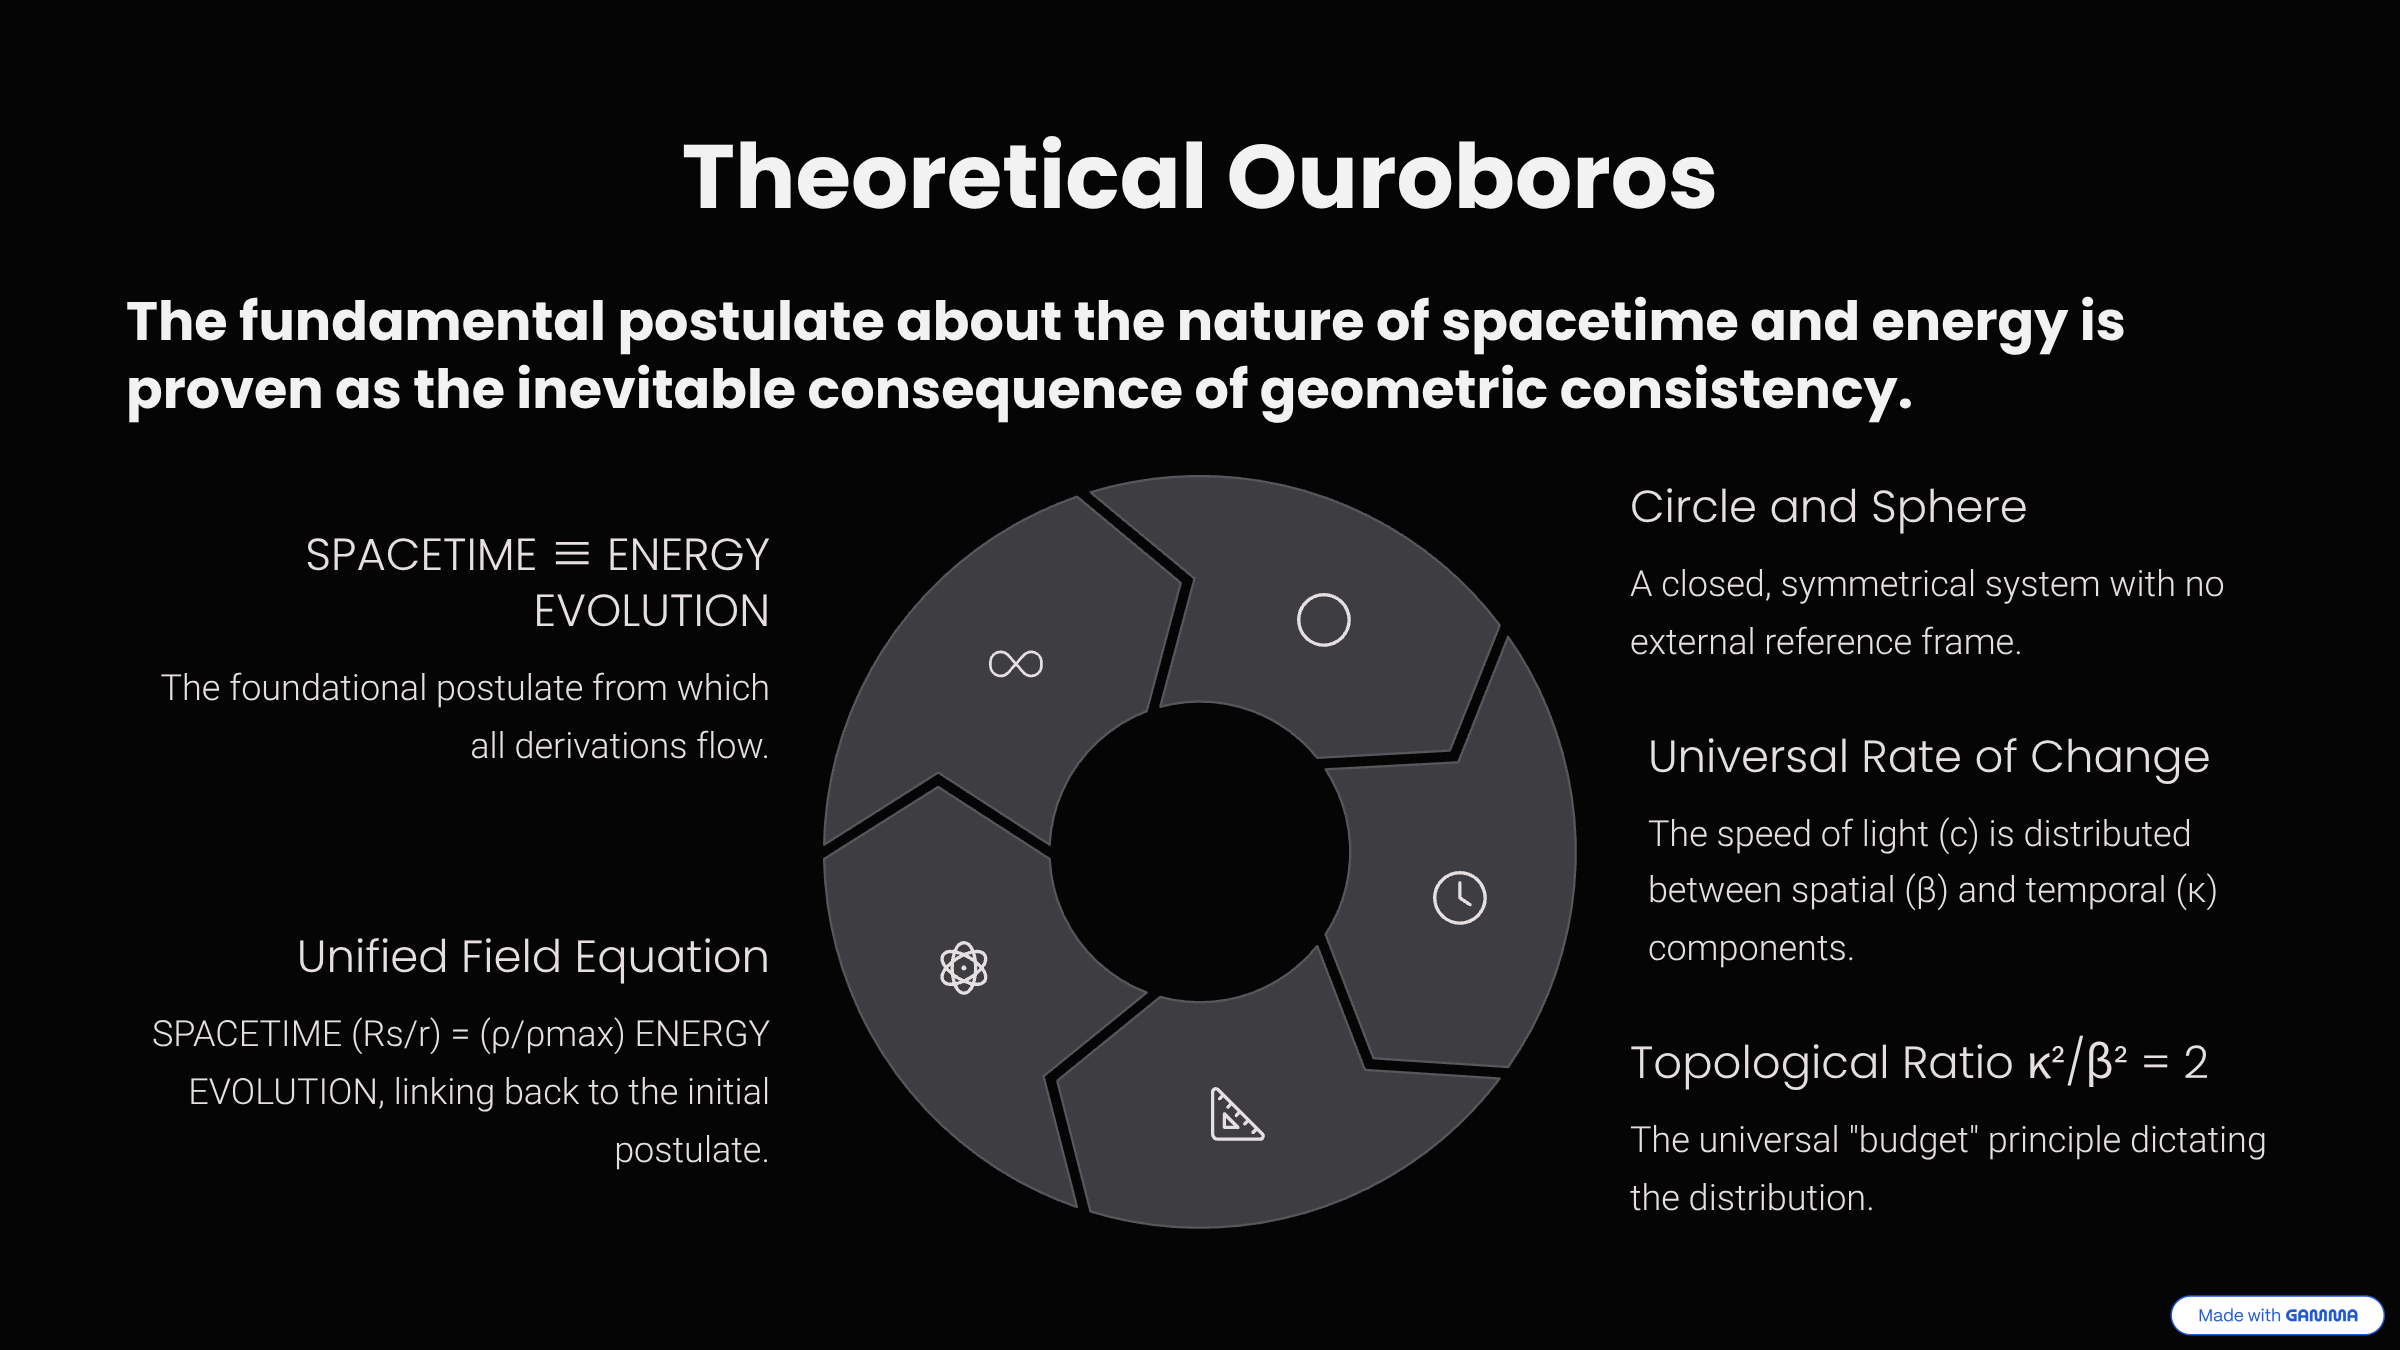 Theoretical Ouroboros
The fundamental postulate about the nature of spacetime and energy is
proven as the inevitable consequence of geometric consistency.
SPACETIME ≡ ENERGY
EVOLUTION
The foundational postulate from which
all derivations flow.
Circle and Sphere
A closed, symmetrical system with no
external reference frame.
Universal Rate of Change
The speed of light (c) is distributed
between spatial (β) and temporal (κ)
components.
Topological Ratio κ²/β² = 2
The universal "budget" principle dictating
the distribution.
Unified Field Equation
SPACETIME (Rs/r) = (ρ/ρmax) ENERGY
EVOLUTION, linking back to the initial
postulate.
Made with GAMMA